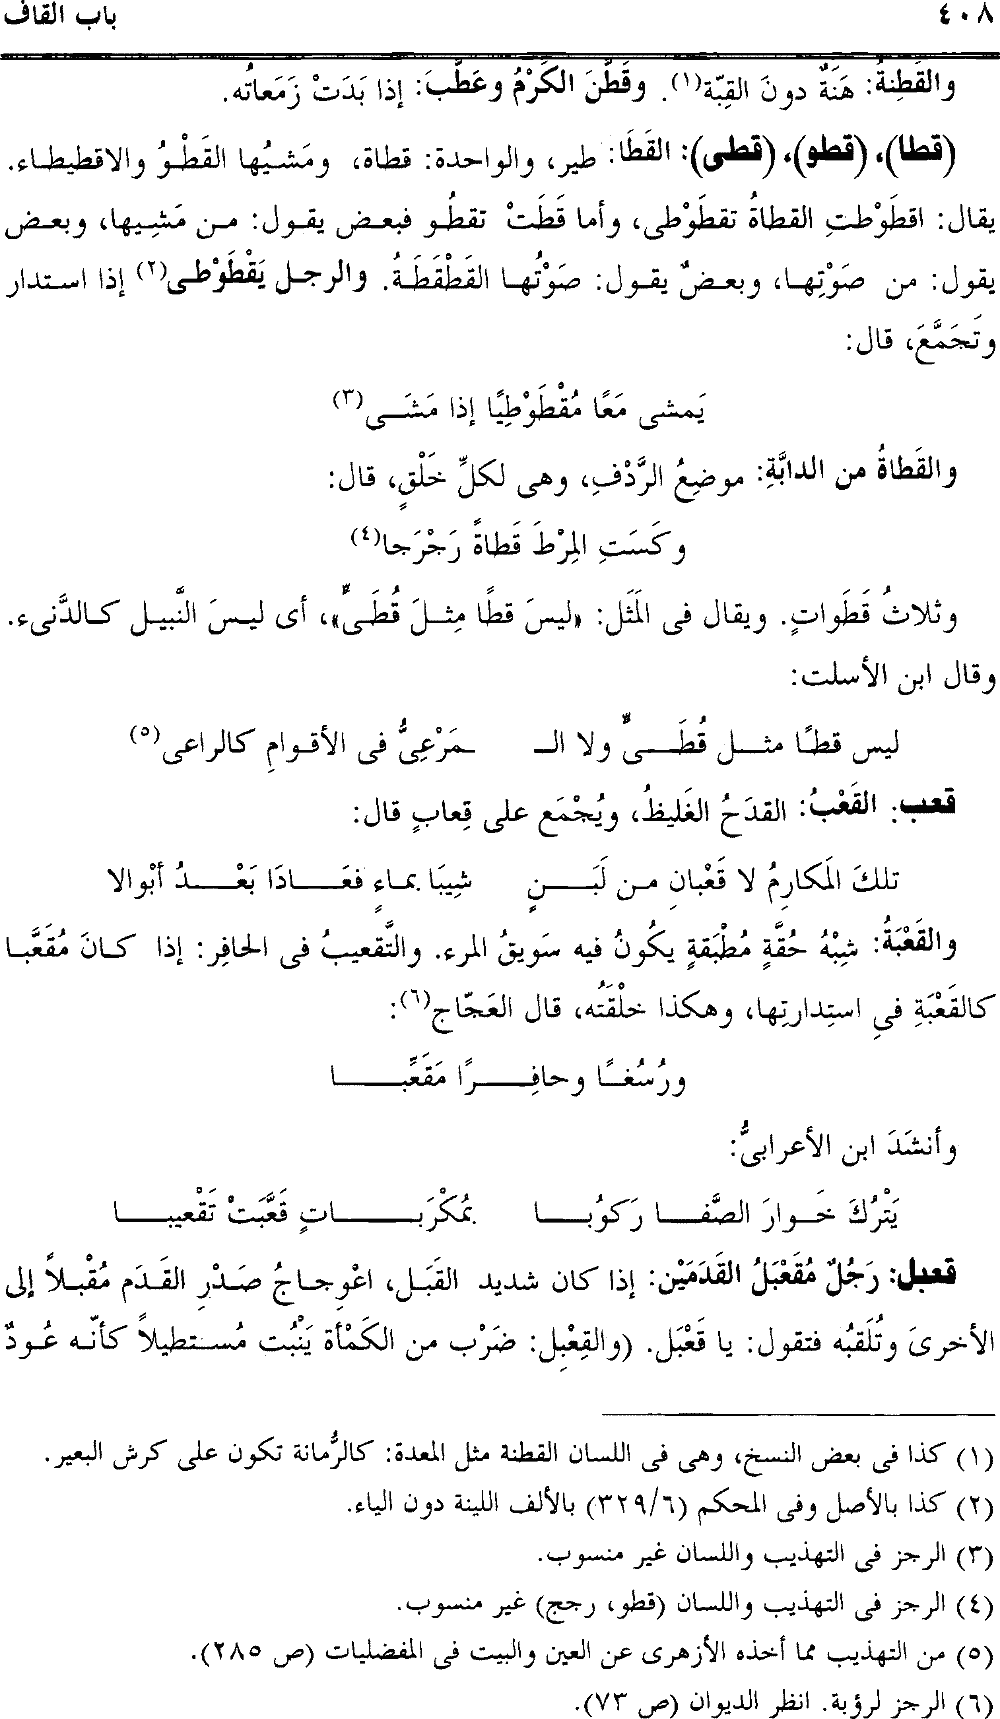 ٤٠٨
باب القاف
والقَطِنةُ: هَنَةٌ دونَ القِبّة(١). وقَطَّنَ الكَرْمُ وعَطَّبَ: إذا بَدَتْ زَمَعاتُه.
(قطا)، (قطو)، (قطى): القَطَا: طير، والواحدة: قطاة، ومَشيُها القَطْوُ والاقطيطاء.
يقال: اقطَوْطتِ القطاةُ تقطَوْطى، وأما قَطَتْ تقطُو فبعض يقول: من مَشيِها، وبعض
يقول: من صَوْتِها، وبعضٌ يقول: صَوْتُها القَطْقَطَةُ. والرجل يَقْطَوْطى(٢) إذا استدار
وتَجَمَّعَ، قال:
يَمشى مَعًا مُقْطَوْطِيًا إذا مَشَى(٣)
والقَطاةُ من الدابَّةِ: موضِعُ الرَّدْفِ، وهى لكلِّ خَلْقٍ، قال:
وكَسَتِ المِرْطَ قَطاةً رَجْرَجا(٤)
وثلاثُ قَطَواتٍ. ويقال فى المَثَل: «ليسَ قطًا مِثلَ قُطَىٍّ»، أى ليسَ النَّبيل كالدَّنىء.
وقال ابن الأسلت:
ليس قطًا مثل قُطَىٍّ ولا الـ ـمَرْعِىُّ فى الأقوامِ كالراعى(٥)
قعب: القَعْبُ: القدَحُ الغَليظُ، ويُجْمَع على قِعابٍ قال:
تلكَ المَكارِمُ لا قَعْبانِ من لَبَنٍ شِيبَا بماءٍ فعَادَا بَعْدُ أبْوالا
والقَعْبَةُ: شِبْهُ حُقَّةٍ مُطْبَقةٍ يكُونُ فيه سَويقُ المرء. والتَّقعيبُ فى الحافِر: إذا كانَ مُقَعَّبا
كالقَعْبَةِ فى استِدارتِها، وهكذا خلْقَتُه، قال العَجّاج(٦):
ورُسُغًا وحافِرًا مَقَعَّبا
وأنشَدَ ابن الأعرابىُّ:
يَتْرُكَ خَوارَ الصَّفا رَكوُبا بمُكْرَبَاتٍ قَعَّبَتْ تَقْعيبا
قعبل: رَجُلٌ مُقَعْبَلُ القَدَمَيْن: إذا كان شديد القَبَل، اعْوِجاجُ صَدْرِ القَدَم مُقْبلاً إلى
الأخرىَ وتُلَقبُه فتقول: يا قَعْبَل. (والقِعْبِل: ضَرْب من الكَمْأة يَنْبُت مُستطيلاً كأنّه عُودٌ
(١) كذا فى بعض النسخ، وهى فى اللسان القطنة مثل المعدة: كالرُّمانة تكون على كرش البعير.
(٢) كذا بالأصل وفى المحكم (٣٢٩/٦) بالألف اللينة دون الياء.
(٣) الرجز فى التهذيب واللسان غير منسوب.
(٤) الرجز فى التهذيب واللسان (قطو، رجج) غير منسوب.
(٥) من التهذيب مما أخذه الأزهرى عن العين والبيت فى المفضليات (ص ٢٨٥).
(٦) الرجز لرؤبة. انظر الديوان (ص ٧٣).